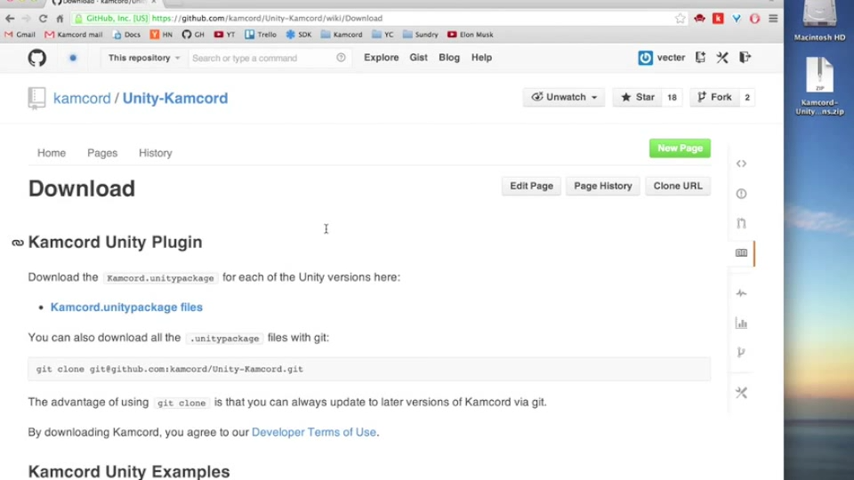 Download · kamcord/Unit
GitHub, Inc. [US] https://github.com/kamcord/Unity-Kamcord/wiki/Download
Gmail Kamcord mail Docs HN GH YT Trello SDK Kamcord YC Sundry Elon Musk
This repository Search or type a command Explore Gist Blog Help vecter
kamcord / Unity-Kamcord Unwatch Star 18 Fork 2
Home Pages History New Page
Download Edit Page Page History Clone URL
Kamcord Unity Plugin
Download the Kamcord.unitypackage for each of the Unity versions here:
• Kamcord.unitypackage files
You can also download all the .unitypackage files with git:
git clone git@github.com:kamcord/Unity-Kamcord.git
The advantage of using git clone is that you can always update to later versions of Kamcord via git.
By downloading Kamcord, you agree to our Developer Terms of Use.
Kamcord Unity Examples
Macintosh HD
ZIP
Kamcord-
Unity...ns.zip